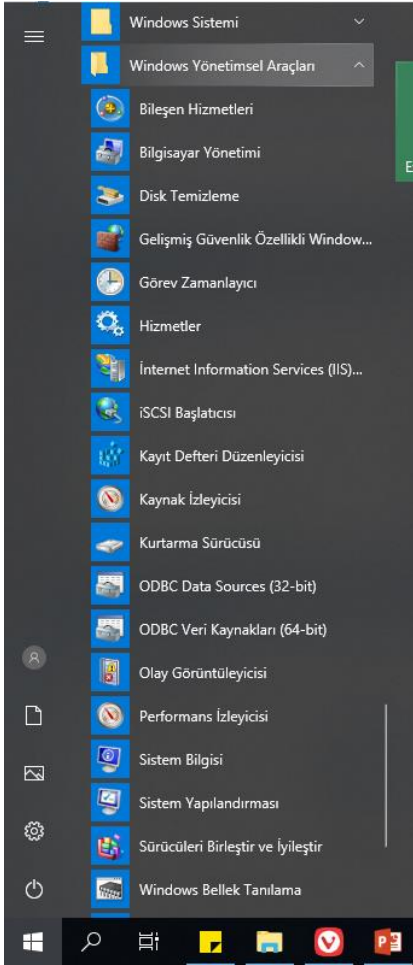 Windows Sistemi
Windows Yönetimsel Araçları
Bileşen Hizmetleri
Bilgisayar Yönetimi
Disk Temizleme
Gelişmiş Güvenlik Özellikli Window...
Görev Zamanlayıcı
Hizmetler
İnternet Information Services (IIS)...
iSCSI Başlatıcısı
Kayıt Defteri Düzenleyicisi
Kaynak İzleyicisi
Kurtarma Sürücüsü
ODBC Data Sources (32-bit)
ODBC Veri Kaynakları (64-bit)
Olay Görüntüleyicisi
Performans İzleyicisi
Sistem Bilgisi
Sistem Yapılandırması
Sürücüleri Birleştir ve İyileştir
Windows Bellek Tanılama
E